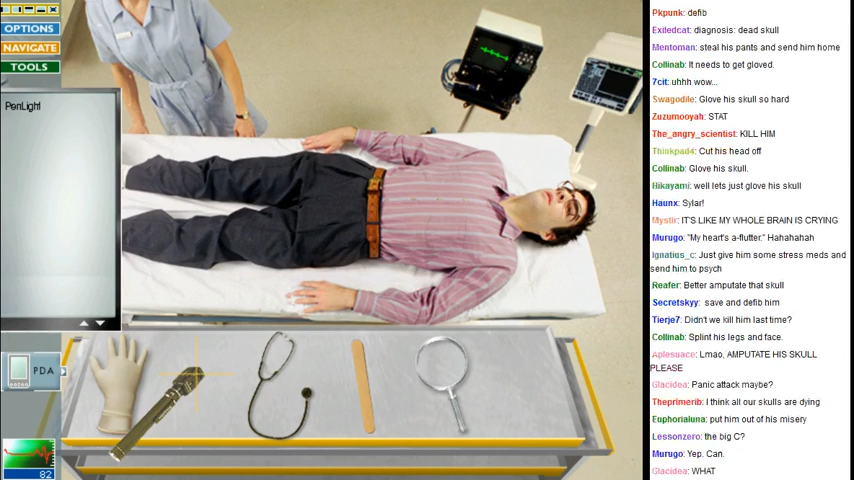 OPTIONS
NAVIGATE
TOOLS
PenLight
PDA
82
Pkpunk: defib
Exiledcat: diagnosis: dead skull
Mentoman: steal his pants and send him home
Collinab: It needs to get gloved.
7cit: uhhh wow...
Swagodile: Glove his skull so hard
Zuzumooyah: STAT
The_angry_scientist: KILL HIM
Thinkpad4: Cut his head off
Collinab: Glove his skull.
Hikayami: well lets just glove his skull
Haunx: Sylar!
Mystir: IT'S LIKE MY WHOLE BRAIN IS CRYING
Murugo: "My heart's a-flutter." Hahahahah
ignatius_c: Just give him some stress meds and
send him to psych
Reafer: Better amputate that skull
Secretskyy: save and defib him
Tierje7: Didn't we kill him last time?
Collinab: Splint his legs and face.
Aplesuace: Lmao, AMPUTATE HIS SKULL
PLEASE
Glacidea: Panic attack maybe?
Theprimerib: I think all our skulls are dying
Euphorialuna: put him out of his misery
Lessonzero: the big C?
Murugo: Yep. Can.
Glacidea: WHAT